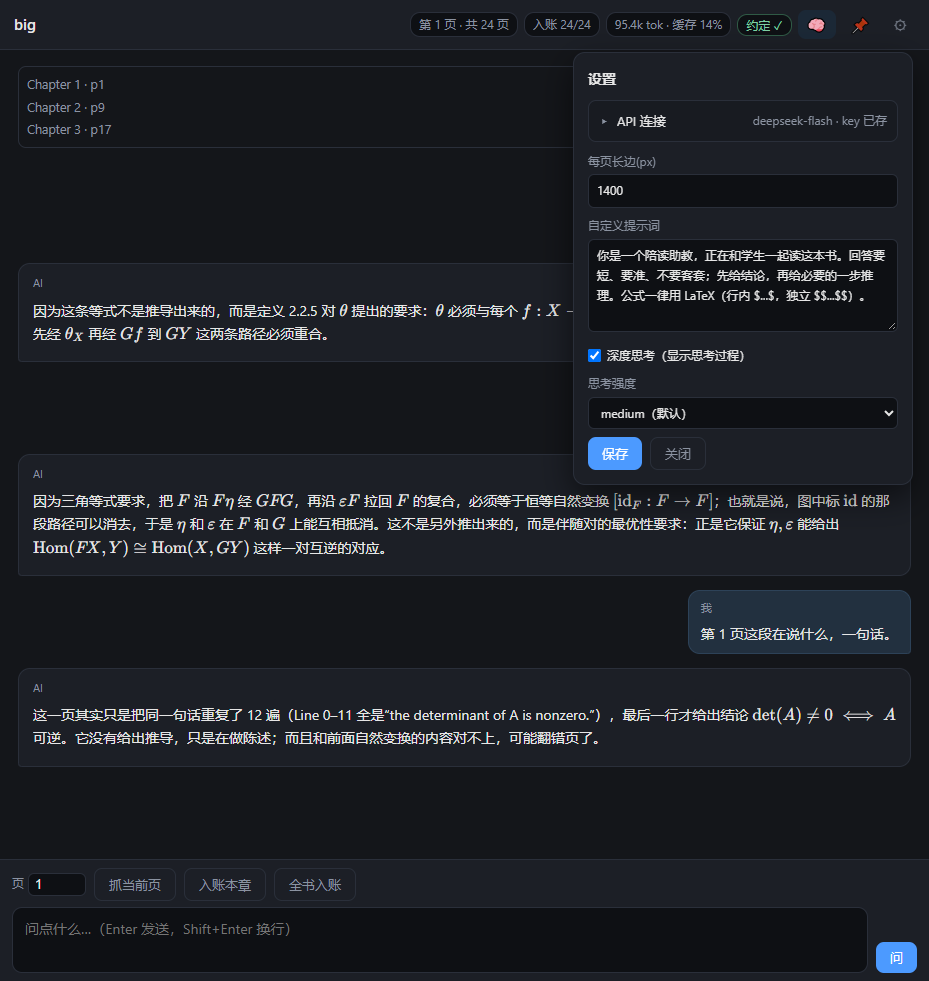 big
第 1 页 · 共 24 页
入账 24/24
95.4k tok · 缓存 14%
约定 ✓
Chapter 1 · p1
Chapter 2 · p9
Chapter 3 · p17
设置
▸ API 连接
deepseek-flash · key 已存
每页长边(px)
1400
自定义提示词
你是一个陪读助教，正在和学生一起读这本书。回答要
短、要准、不要客套；先给结论，再给必要的一步推
理。公式一律用 LaTeX（行内 $...$，独立 $$...$$）。
深度思考（显示思考过程）
思考强度
medium（默认）
保存
关闭
AI
因为这条等式不是推导出来的，而是定义 2.2.5 对 θ 提出的要求：θ 必须与每个 f : X −
先经 θ_X 再经 Gf 到 GY 这两条路径必须重合。
AI
因为三角等式要求，把 F 沿 Fη 经 GFG，再沿 εF 拉回 F 的复合，必须等于恒等自然变换 [id_F : F → F]；也就是说，图中标 id 的那
段路径可以消去，于是 η 和 ε 在 F 和 G 上能互相抵消。这不是另外推出来的，而是伴随对的最优性要求：正是它保证 η, ε 能给出
Hom(FX, Y) ≅ Hom(X, GY) 这样一对互逆的对应。
我
第 1 页这段在说什么，一句话。
AI
这一页其实只是把同一句话重复了 12 遍（Line 0–11 全是“the determinant of A is nonzero.”），最后一行才给出结论 det(A) ≠ 0 ⟺ A
可逆。它没有给出推导，只是在做陈述；而且和前面自然变换的内容对不上，可能翻错页了。
页 1
抓当前页
入账本章
全书入账
问点什么...（Enter 发送，Shift+Enter 换行）
问